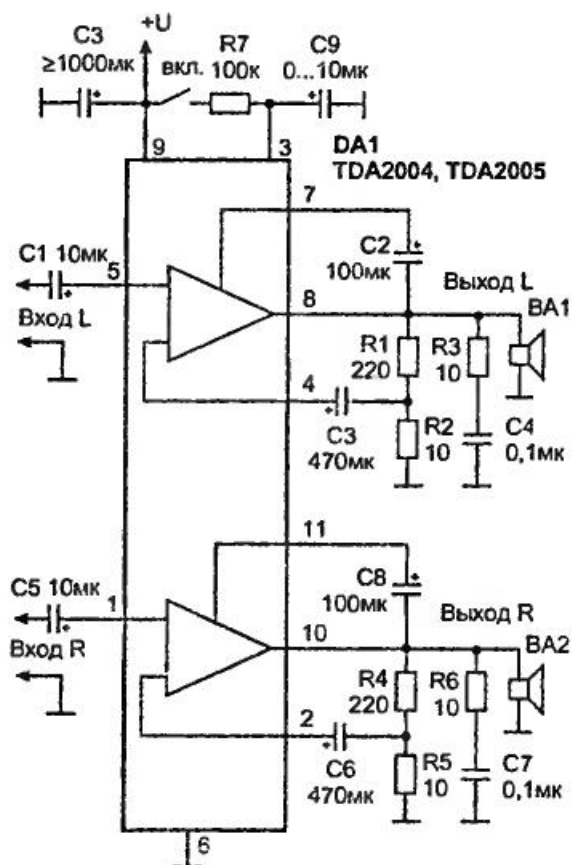 +U
C3
≥1000мк
вкл.
R7
100к
C9
0...10мк
9
3
DA1
TDA2004, TDA2005
7
C1 10мк
5
C2
100мк
Выход L
8
BA1
Вход L
R1
220
R3
10
4
C3
470мк
R2
10
C4
0,1мк
11
C5 10мк
1
C8
100мк
Выход R
10
BA2
Вход R
R4
220
R6
10
2
C6
470мк
R5
10
C7
0,1мк
6